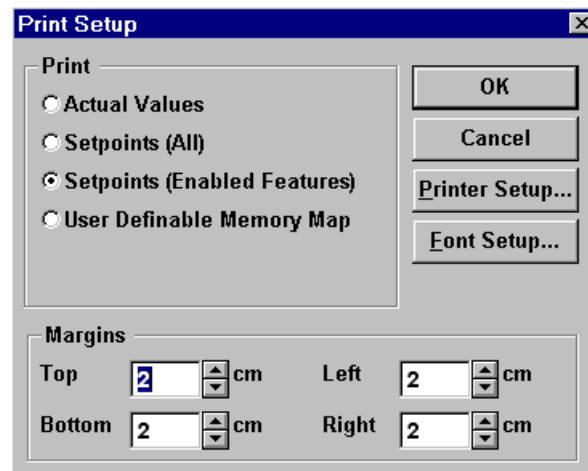 Print Setup
Print
Actual Values
Setpoints (All)
Setpoints (Enabled Features)
User Definable Memory Map
OK
Cancel
Printer Setup...
Font Setup...
Margins
Top 2 cm Left 2 cm
Bottom 2 cm Right 2 cm